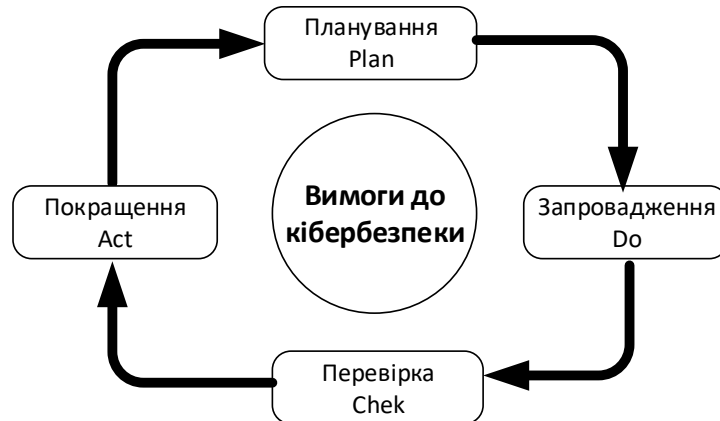 Планування
Plan
Вимоги до
кібербезпеки
Покращення
Act
Запровадження
Do
Перевірка
Chek